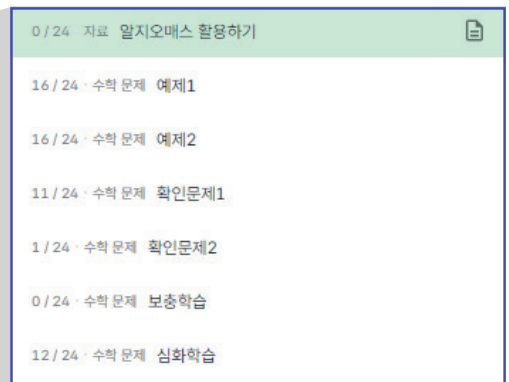 0/24 자료 알지오매스 활용하기
16/24 · 수학 문제 예제1
16/24 · 수학 문제 예제2
11/24 · 수학 문제 확인문제1
1/24 · 수학 문제 확인문제2
0/24 · 수학 문제 보충학습
12/24 · 수학 문제 심화학습